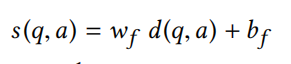 s(q, a) = w_f d(q, a) + b_f